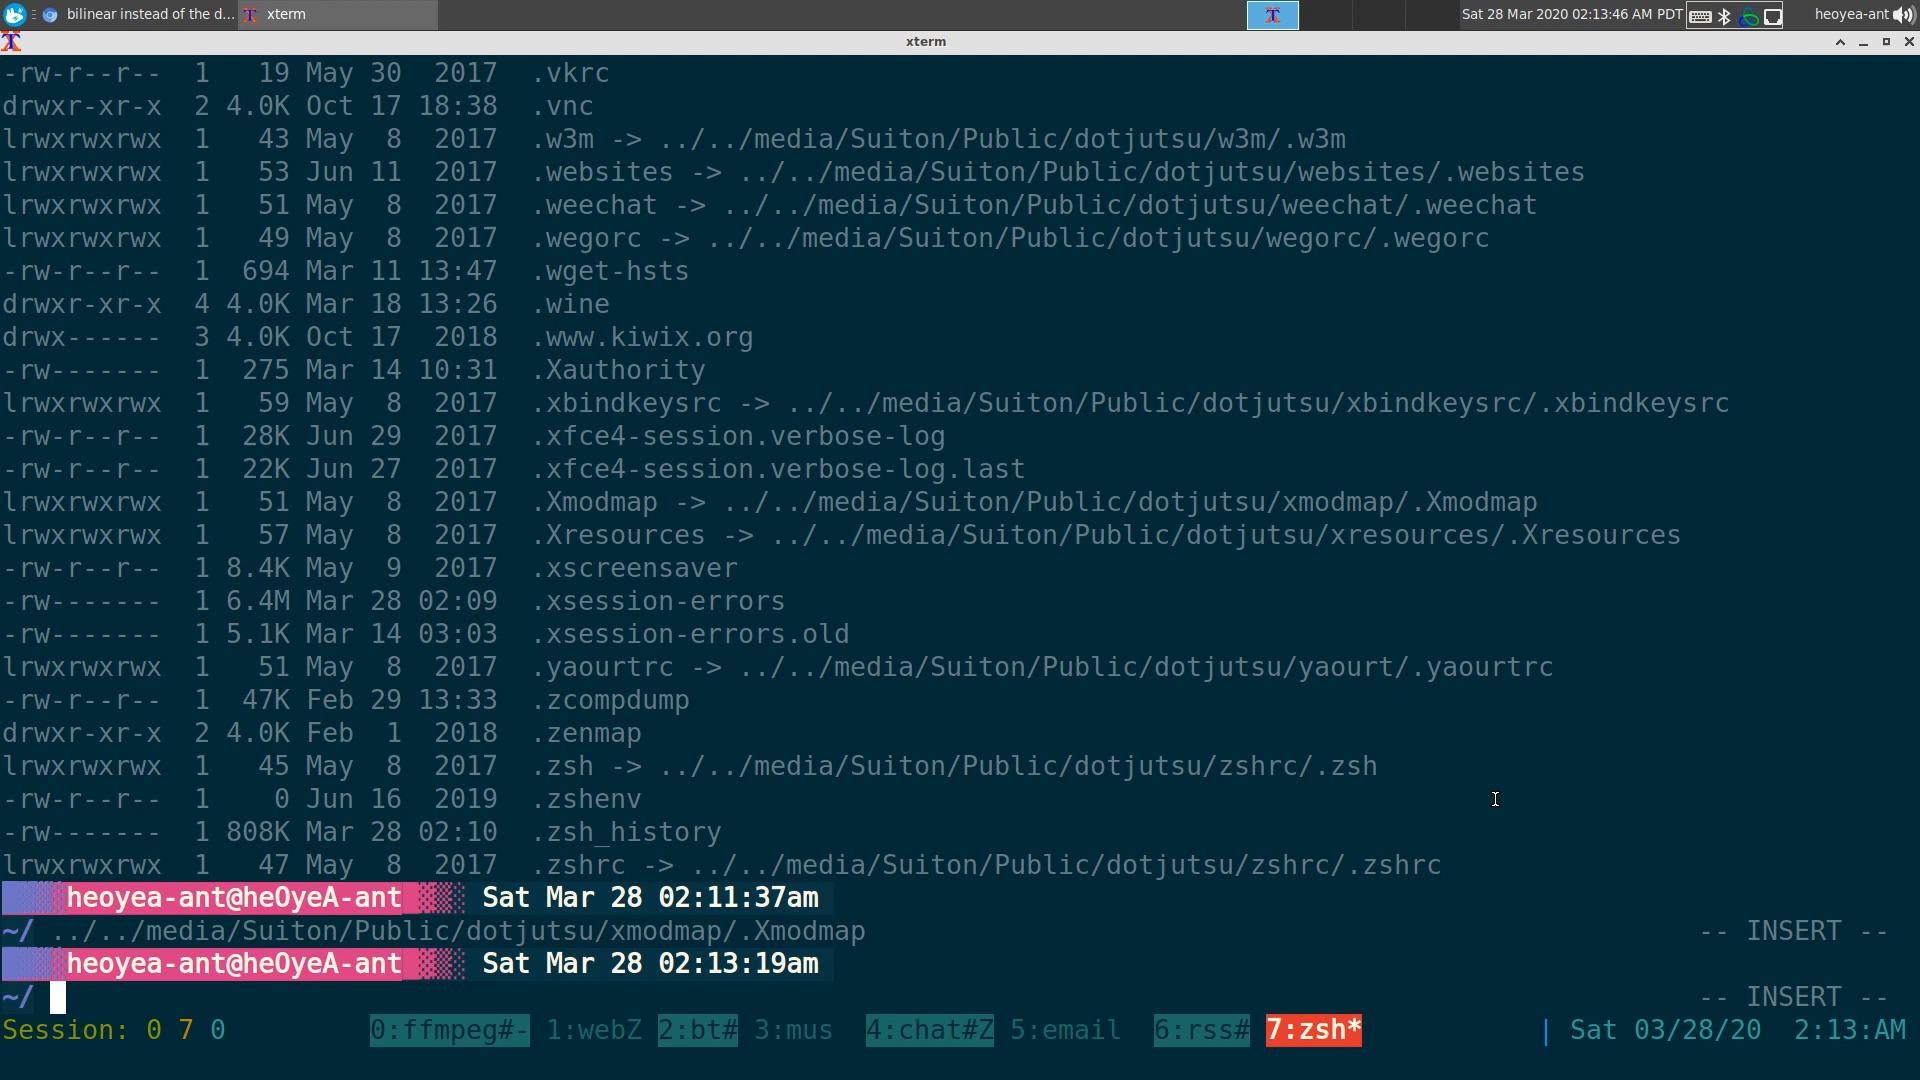 bilinear instead of the d...
xterm
Sat 28 Mar 2020 02:13:46 AM PDT
heoyea-ant
xterm
-rw-r--r-- 1 19 May 30 2017 .vkrc
drwxr-xr-x 2 4.0K Oct 17 18:38 .vnc
lrwxrwxrwx 1 43 May 8 2017 .w3m -> ../../media/Suiton/Public/dotjutsu/w3m/.w3m
lrwxrwxrwx 1 53 Jun 11 2017 .websites -> ../../media/Suiton/Public/dotjutsu/websites/.websites
lrwxrwxrwx 1 51 May 8 2017 .weechat -> ../../media/Suiton/Public/dotjutsu/weechat/.weechat
lrwxrwxrwx 1 49 May 8 2017 .wegorc -> ../../media/Suiton/Public/dotjutsu/wegorc/.wegorc
-rw-r--r-- 1 694 Mar 11 13:47 .wget-hsts
drwxr-xr-x 4 4.0K Mar 18 13:26 .wine
drwx------ 3 4.0K Oct 17 2018 .www.kiwix.org
-rw------- 1 275 Mar 14 10:31 .Xauthority
lrwxrwxrwx 1 59 May 8 2017 .xbindkeysrc -> ../../media/Suiton/Public/dotjutsu/xbindkeysrc/.xbindkeysrc
-rw-r--r-- 1 28K Jun 29 2017 .xfce4-session.verbose-log
-rw-r--r-- 1 22K Jun 27 2017 .xfce4-session.verbose-log.last
lrwxrwxrwx 1 51 May 8 2017 .Xmodmap -> ../../media/Suiton/Public/dotjutsu/xmodmap/.Xmodmap
lrwxrwxrwx 1 57 May 8 2017 .Xresources -> ../../media/Suiton/Public/dotjutsu/xresources/.Xresources
-rw-r--r-- 1 8.4K May 9 2017 .xscreensaver
-rw------- 1 6.4M Mar 28 02:09 .xsession-errors
-rw------- 1 5.1K Mar 14 03:03 .xsession-errors.old
lrwxrwxrwx 1 51 May 8 2017 .yaourtrc -> ../../media/Suiton/Public/dotjutsu/yaourt/.yaourtrc
-rw-r--r-- 1 47K Feb 29 13:33 .zcompdump
drwxr-xr-x 2 4.0K Feb 1 2018 .zenmap
lrwxrwxrwx 1 45 May 8 2017 .zsh -> ../../media/Suiton/Public/dotjutsu/zshrc/.zsh
-rw-r--r-- 1 0 Jun 16 2019 .zshenv
-rw------- 1 808K Mar 28 02:10 .zsh_history
lrwxrwxrwx 1 47 May 8 2017 .zshrc -> ../../media/Suiton/Public/dotjutsu/zshrc/.zshrc
heoyea-ant@heOyeA-ant Sat Mar 28 02:11:37am
~/ ../../media/Suiton/Public/dotjutsu/xmodmap/.Xmodmap -- INSERT --
heoyea-ant@heOyeA-ant Sat Mar 28 02:13:19am
~/ -- INSERT --
Session: 0 7 0 0:ffmpeg#- 1:webZ 2:bt# 3:mus 4:chat#Z 5:email 6:rss# 7:zsh* | Sat 03/28/20 2:13:AM